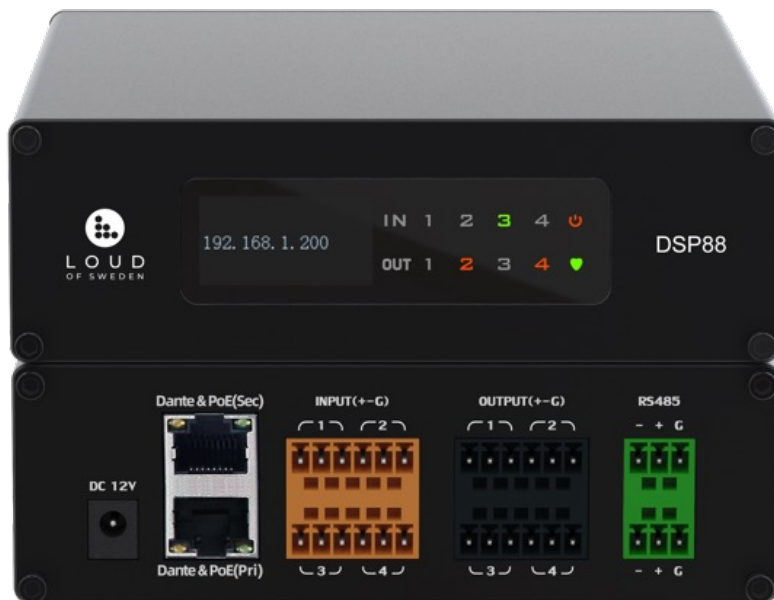 LOUD
OF SWEDEN
192.168.1.200
IN 1 2 3 4
OUT 1 2 3 4
DSP88
Dante & PoE(Sec)
INPUT(+-G)
OUTPUT(+-G)
RS485
1 2
1 2
- + G
DC 12V
Dante & PoE(Pri)
3 4
3 4
- + G